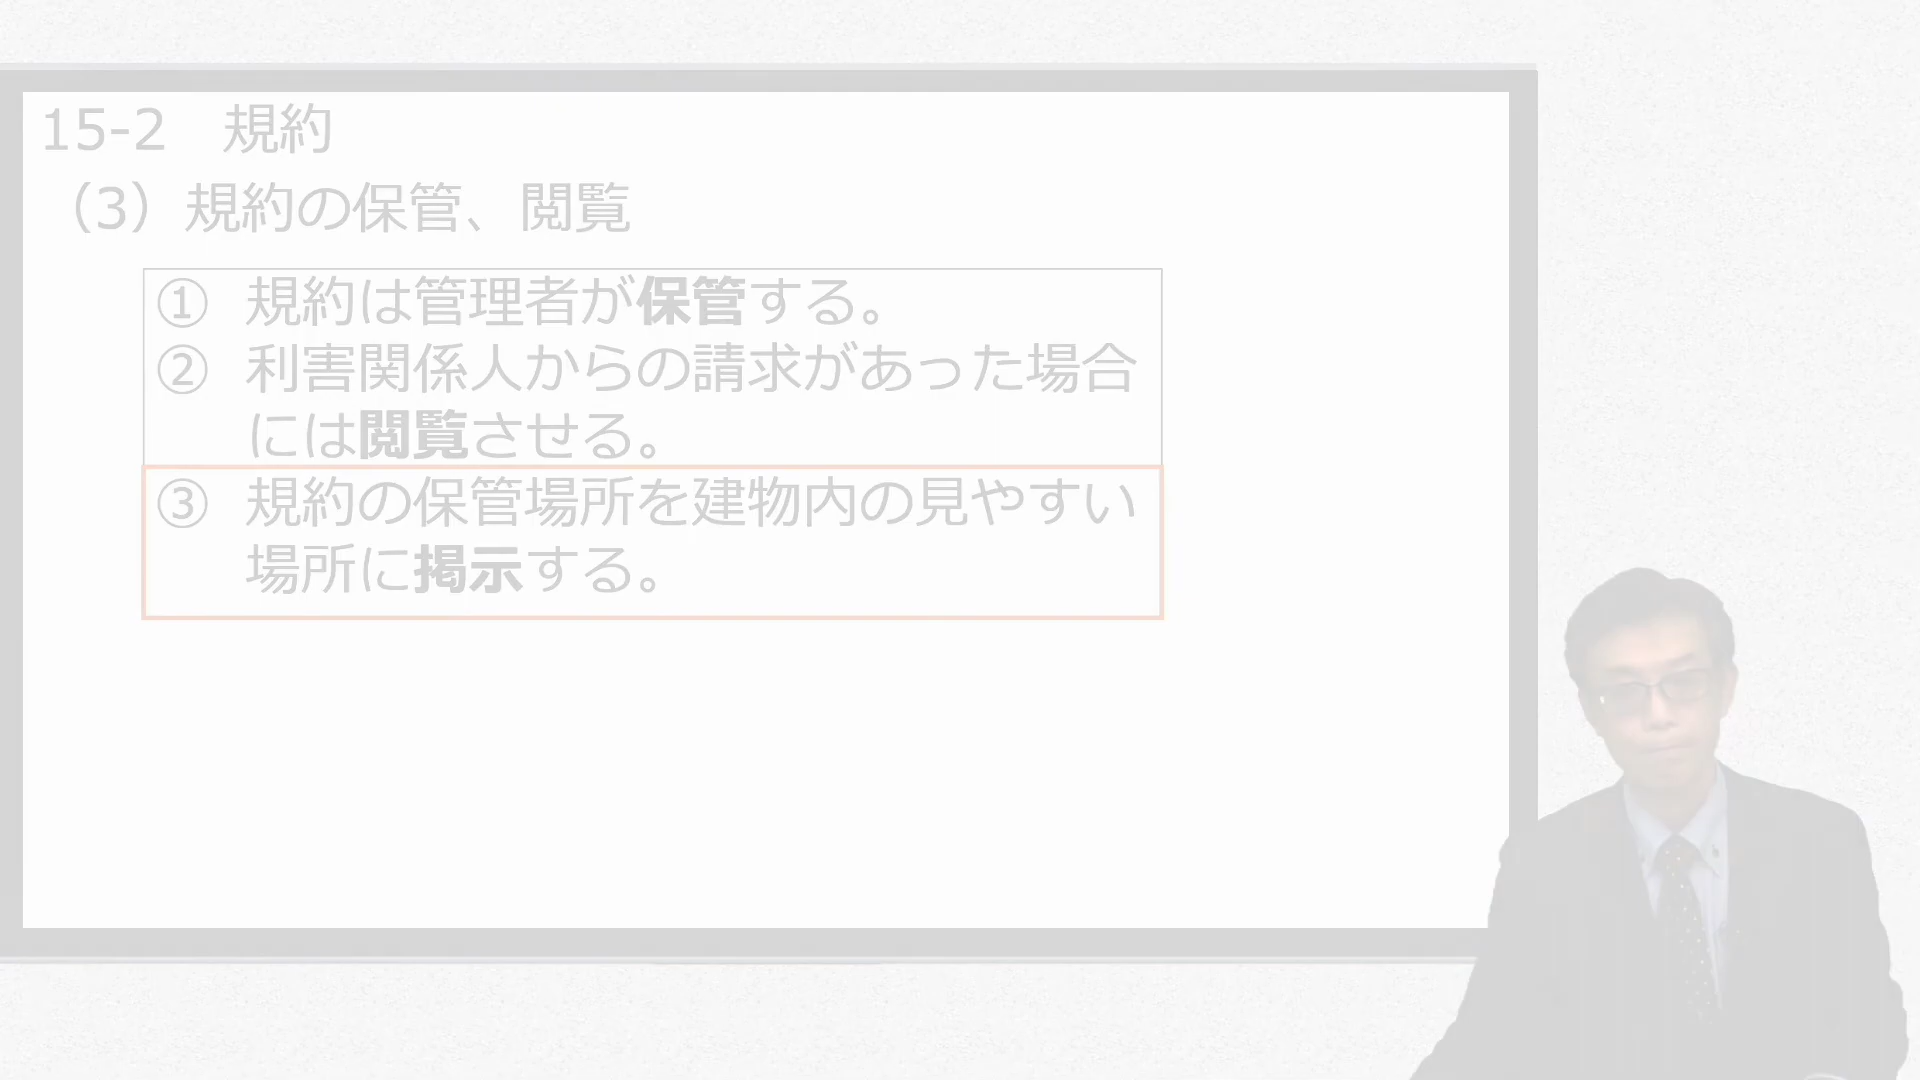 15-2　規約
（3）規約の保管、閲覧
① 規約は管理者が保管する。
② 利害関係人からの請求があった場合
には閲覧させる。
③ 規約の保管場所を建物内の見やすい
場所に掲示する。